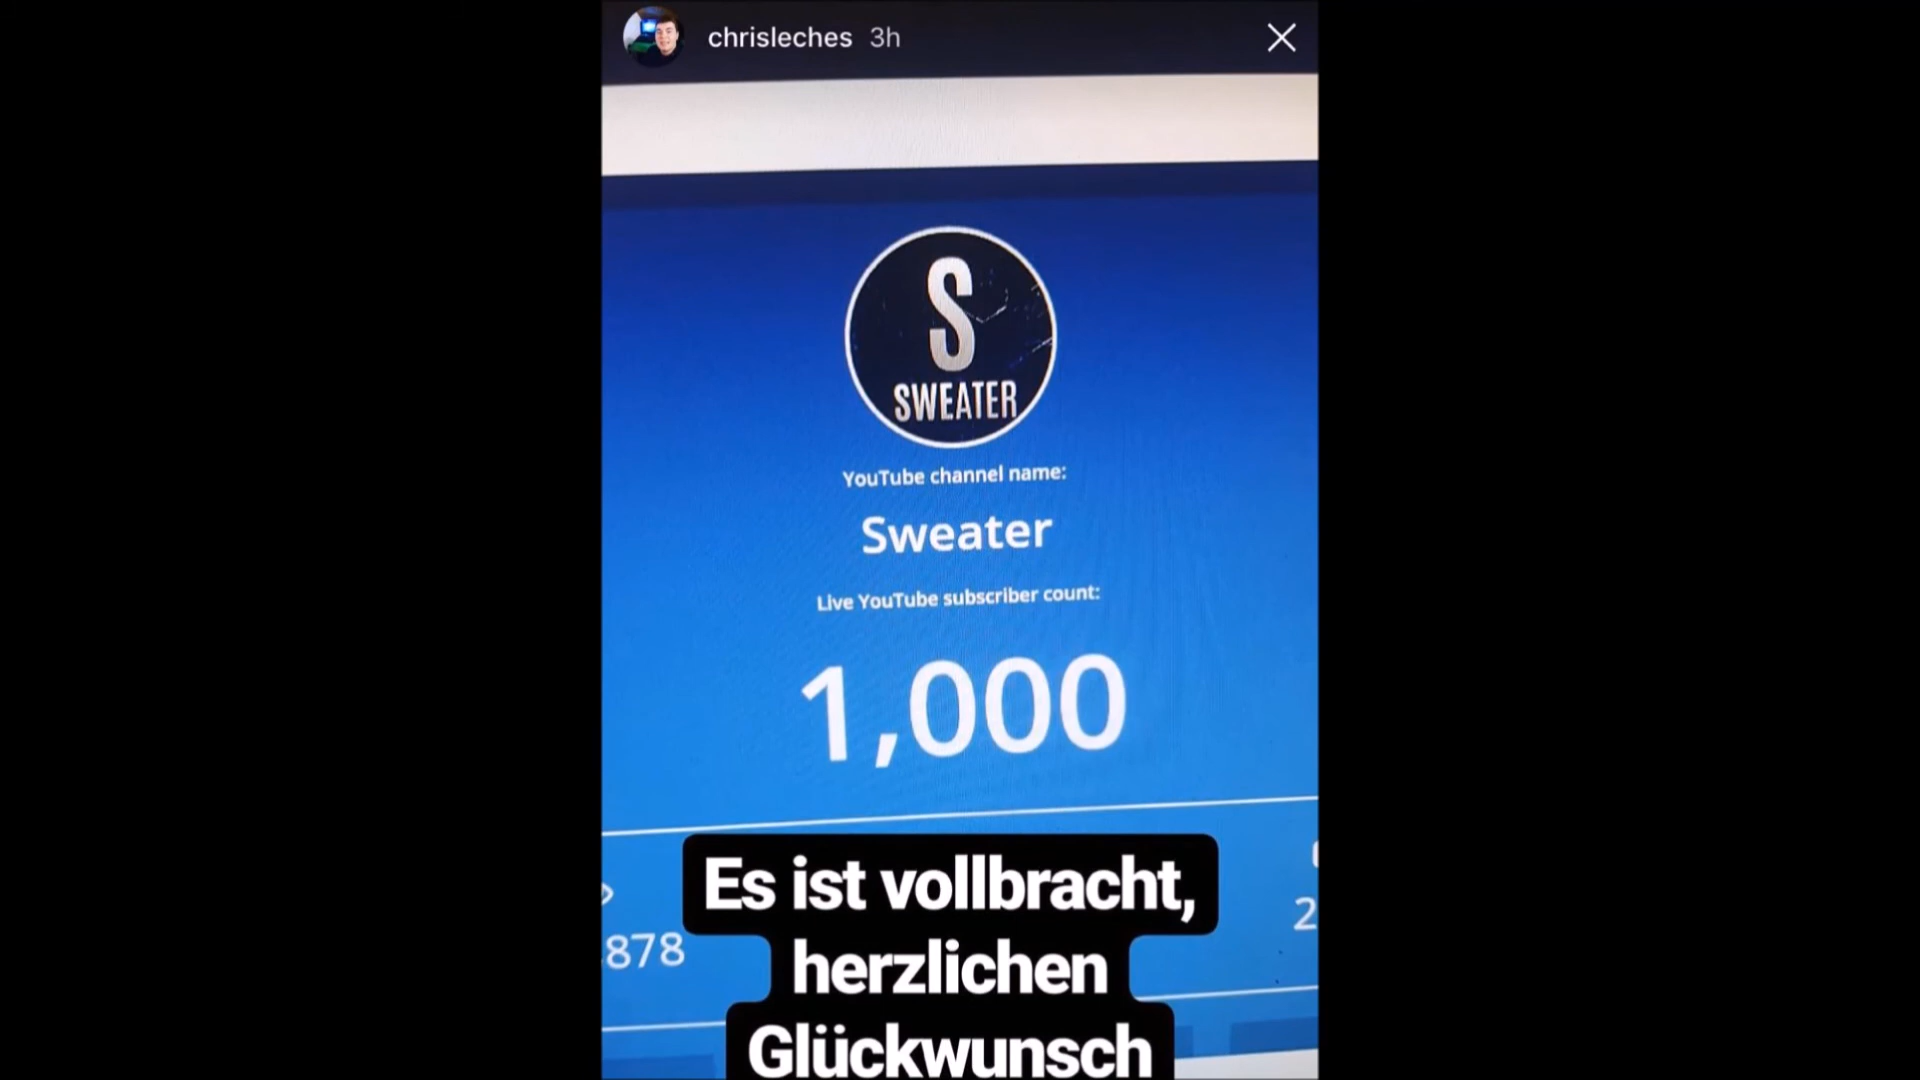 chrisleches 3h
S
SWEATER
YouTube channel name:
Sweater
Live YouTube subscriber count:
1,000
878
2
Es ist vollbracht,
herzlichen
Glückwunsch